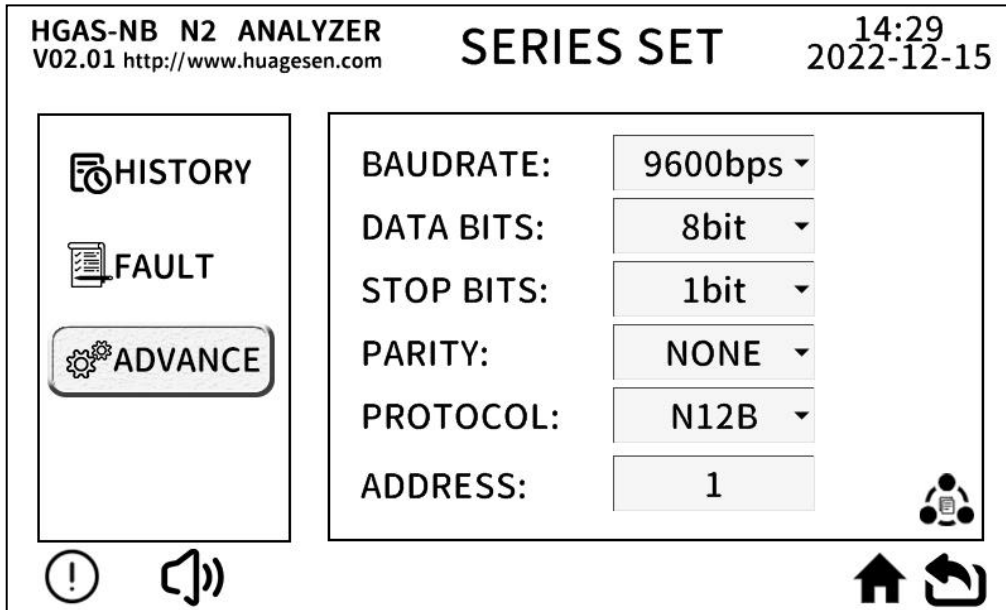 HGAS-NB N2 ANALYZER
V02.01 http://www.huagesen.com
SERIES SET
14:29
2022-12-15
HISTORY
FAULT
ADVANCE
BAUDRATE: 9600bps
DATA BITS: 8bit
STOP BITS: 1bit
PARITY: NONE
PROTOCOL: N12B
ADDRESS: 1